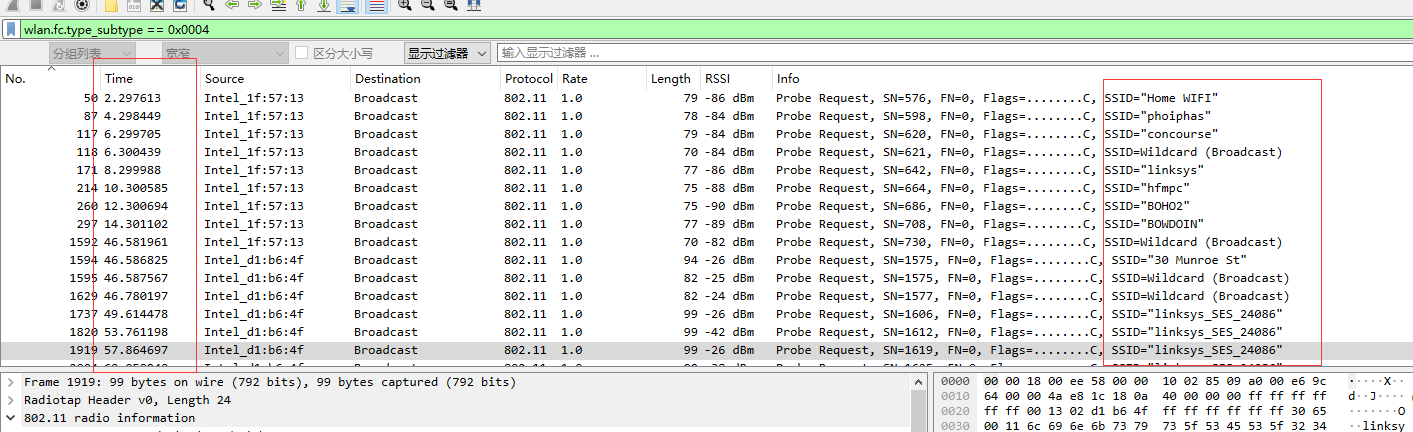 wlan.fc.type_subtype == 0x0004
分组列表 宽窄 区分大小写 显示过滤器 输入显示过滤器 ...
No. Time Source Destination Protocol Rate Length RSSI Info
50 2.297613 Intel_1f:57:13 Broadcast 802.11 1.0 79 -86 dBm Probe Request, SN=576, FN=0, Flags=........C, SSID="Home WIFI"
87 4.298449 Intel_1f:57:13 Broadcast 802.11 1.0 78 -84 dBm Probe Request, SN=598, FN=0, Flags=........C, SSID="phoiphas"
117 6.299705 Intel_1f:57:13 Broadcast 802.11 1.0 79 -84 dBm Probe Request, SN=620, FN=0, Flags=........C, SSID="concourse"
118 6.300439 Intel_1f:57:13 Broadcast 802.11 1.0 70 -84 dBm Probe Request, SN=621, FN=0, Flags=........C, SSID=Wildcard (Broadcast)
171 8.299988 Intel_1f:57:13 Broadcast 802.11 1.0 77 -86 dBm Probe Request, SN=642, FN=0, Flags=........C, SSID="linksys"
214 10.300585 Intel_1f:57:13 Broadcast 802.11 1.0 75 -88 dBm Probe Request, SN=664, FN=0, Flags=........C, SSID="hfmpc"
260 12.300694 Intel_1f:57:13 Broadcast 802.11 1.0 75 -90 dBm Probe Request, SN=686, FN=0, Flags=........C, SSID="BOHO2"
297 14.301102 Intel_1f:57:13 Broadcast 802.11 1.0 77 -89 dBm Probe Request, SN=708, FN=0, Flags=........C, SSID="BOWDOIN"
1592 46.581961 Intel_1f:57:13 Broadcast 802.11 1.0 70 -82 dBm Probe Request, SN=730, FN=0, Flags=........C, SSID=Wildcard (Broadcast)
1594 46.586825 Intel_d1:b6:4f Broadcast 802.11 1.0 94 -26 dBm Probe Request, SN=1575, FN=0, Flags=........C, SSID="30 Munroe St"
1595 46.587567 Intel_d1:b6:4f Broadcast 802.11 1.0 82 -25 dBm Probe Request, SN=1576, FN=0, Flags=........C, SSID=Wildcard (Broadcast)
1629 46.780197 Intel_d1:b6:4f Broadcast 802.11 1.0 82 -24 dBm Probe Request, SN=1577, FN=0, Flags=........C, SSID=Wildcard (Broadcast)
1737 49.614478 Intel_d1:b6:4f Broadcast 802.11 1.0 99 -26 dBm Probe Request, SN=1606, FN=0, Flags=........C, SSID="linksys_SES_24086"
1820 53.761198 Intel_d1:b6:4f Broadcast 802.11 1.0 99 -42 dBm Probe Request, SN=1612, FN=0, Flags=........C, SSID="linksys_SES_24086"
1919 57.864697 Intel_d1:b6:4f Broadcast 802.11 1.0 99 -26 dBm Probe Request, SN=1619, FN=0, Flags=........C, SSID="linksys_SES_24086"
Frame 1919: 99 bytes on wire (792 bits), 99 bytes captured (792 bits)
Radiotap Header v0, Length 24
802.11 radio information
0000 00 00 18 00 ee 58 00 00 10 02 85 09 a0 00 e6 9c ·····X··
0010 64 00 00 4a e8 1c 18 0a 40 00 00 00 ff ff ff ff d··J····
0020 ff ff 00 13 02 d1 b6 4f ff ff ff ff ff ff 30 65 ·······O
0030 00 11 6c 69 6e 6b 73 79 73 5f 53 45 53 5f 32 34 ··linksy